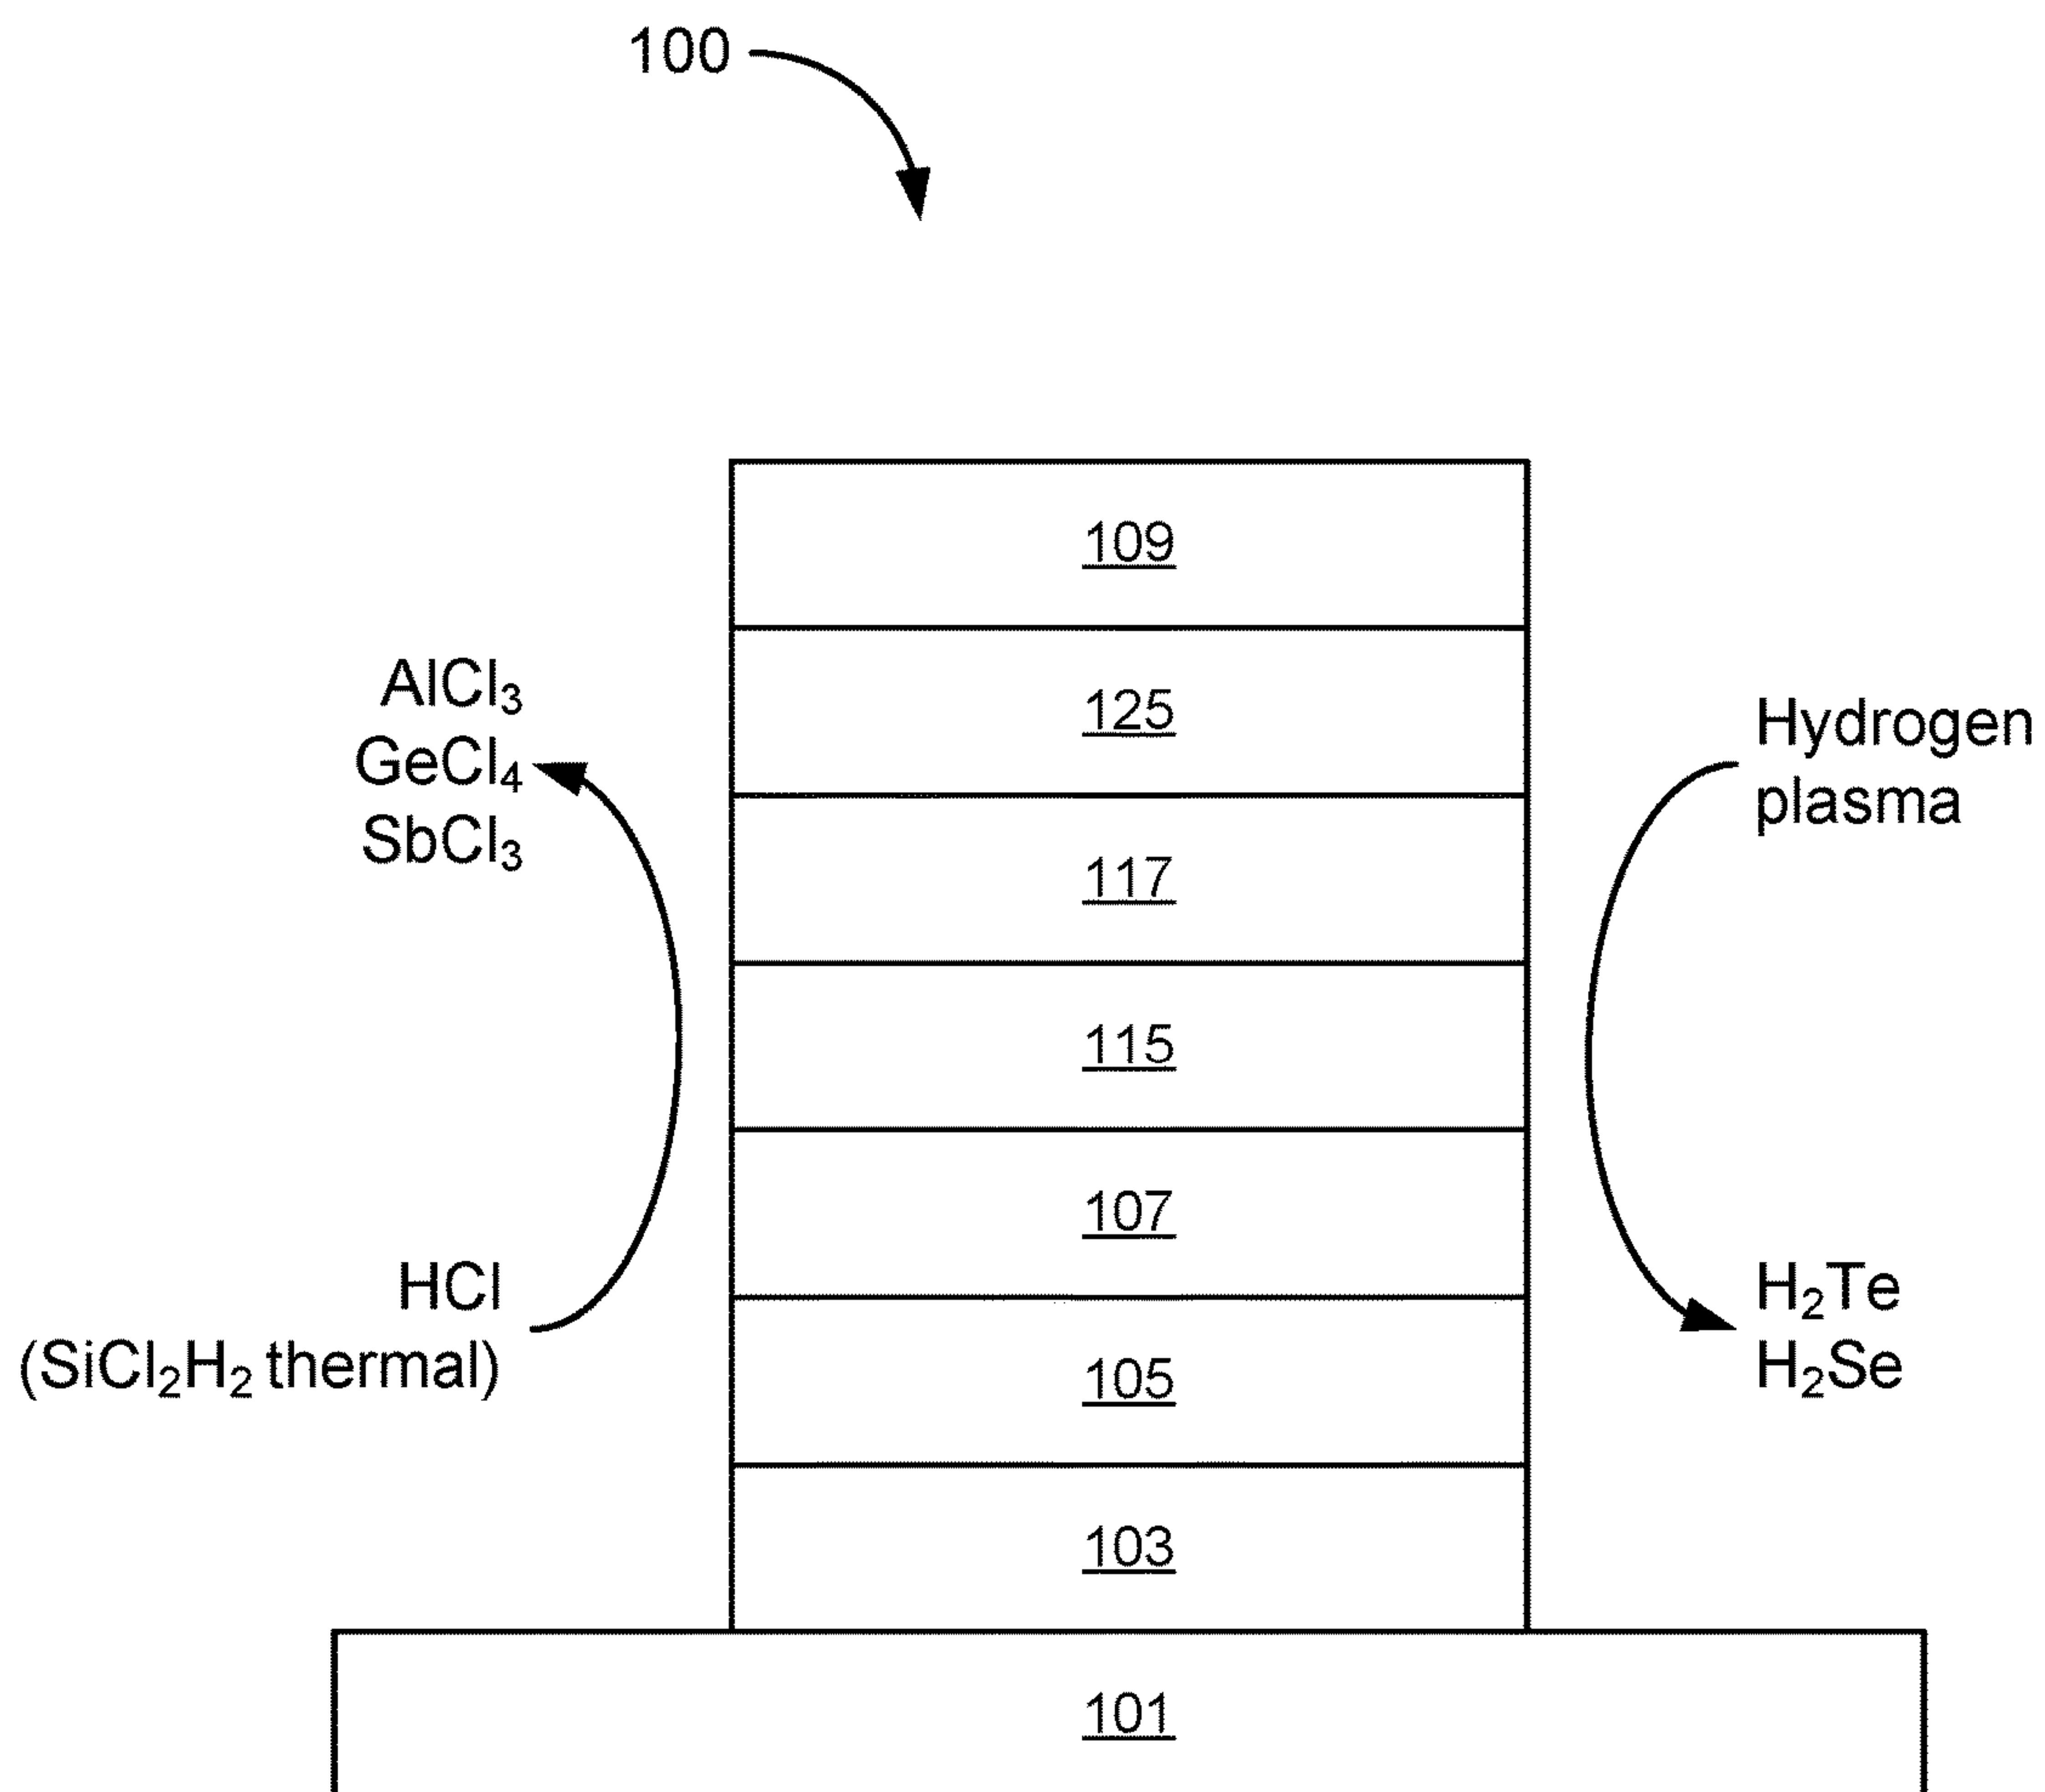 100
109
125
117
115
107
105
103
101
AlCl₃
GeCl₄
SbCl₃
HCl
(SiCl₂H₂ thermal)
Hydrogen
plasma
H₂Te
H₂Se